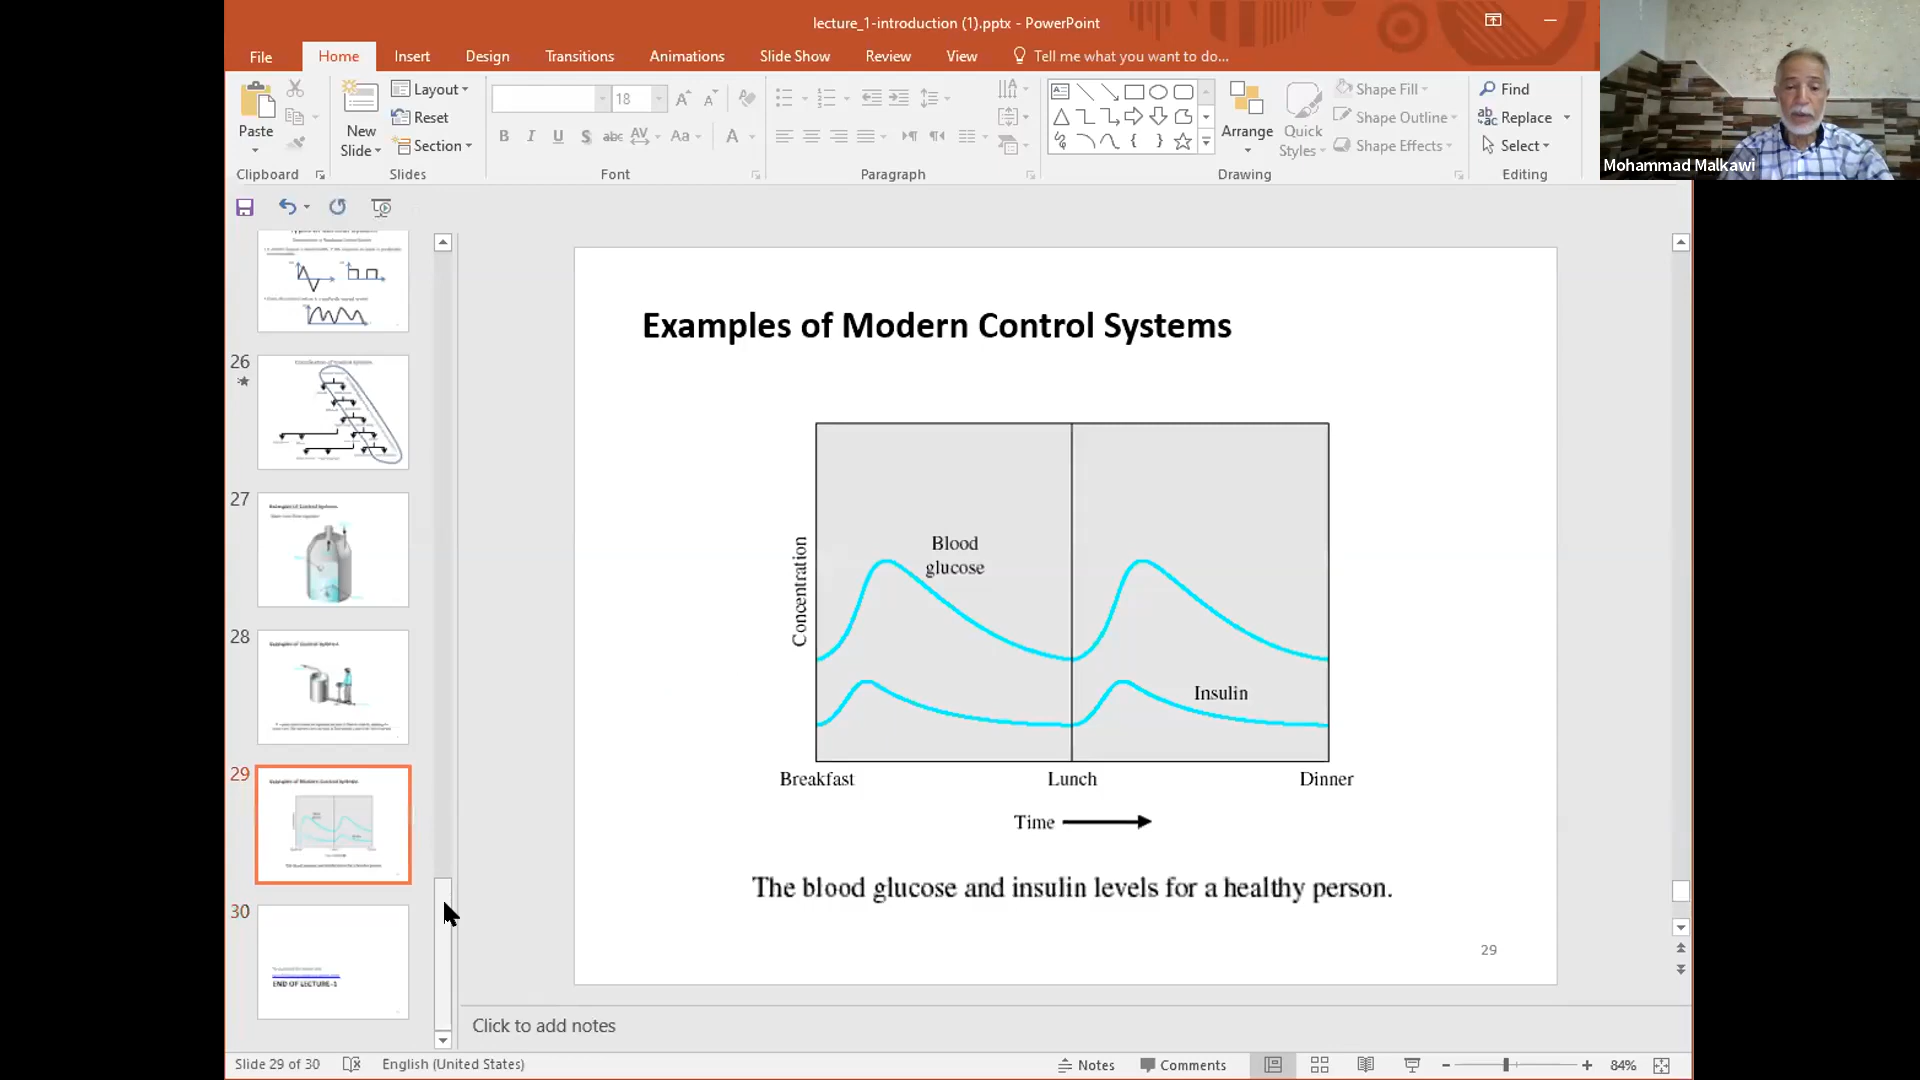 lecture_1-introduction (1).pptx - PowerPoint
File Home Insert Design Transitions Animations Slide Show Review View Tell me what you want to do...
Paste
Clipboard
New
Slide
Layout
Reset
Section
Slides
18
B I U S abc AV Aa A
Font
Paragraph
Arrange
Quick
Styles
Shape Fill
Shape Outline
Shape Effects
Drawing
Find
Replace
Select
Editing
Mohammad Malkawi
26
27
28
29
30
END OF LECTURE-1
Examples of Modern Control Systems
Concentration
Blood
glucose
Insulin
Breakfast Lunch Dinner
Time
The blood glucose and insulin levels for a healthy person.
29
Click to add notes
Slide 29 of 30 English (United States) Notes Comments 84%